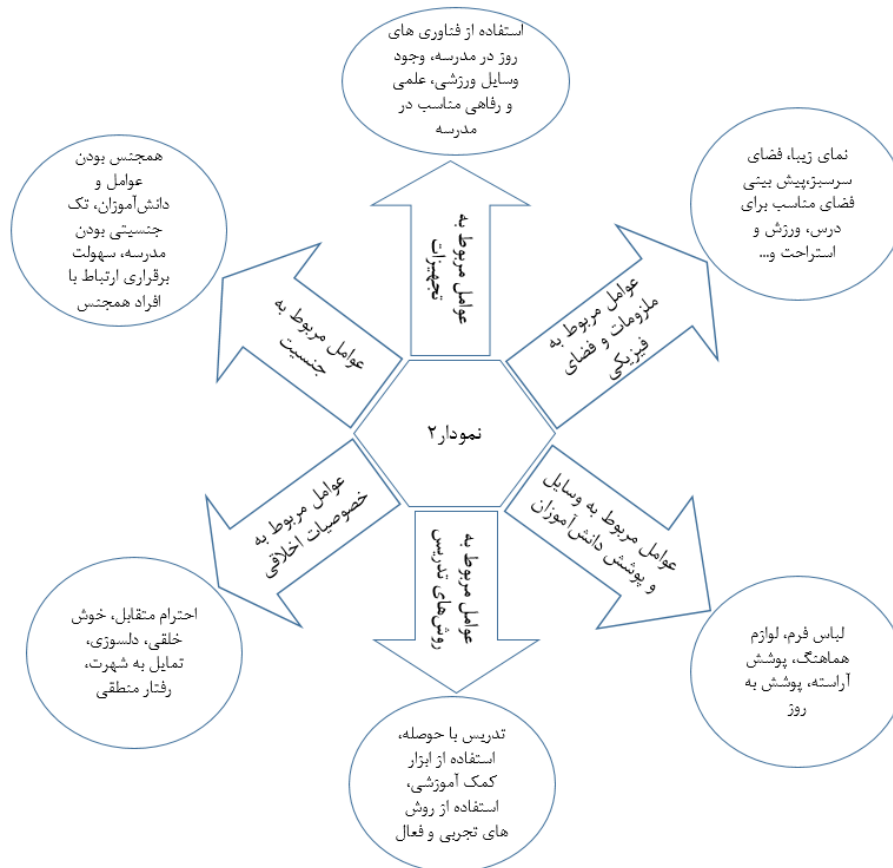 استفاده از فناوری های
روز در مدرسه، وجود
وسایل ورزشی، علمی
و رفاهی مناسب در
مدرسه
نمای زیبا، فضای
سرسبز،پیش بینی
فضای مناسب برای
درس، ورزش و
استراحت و...
همجنس بودن
عوامل و
دانش‌آموزان، تک
جنسیتی بودن
مدرسه، سهولت
برقراری ارتباط با
افراد همجنس
عوامل مربوط به
تجهیزات
عوامل مربوط به
ملزومات و فضای
فیزیکی
عوامل مربوط به
جنسیت
نمودار۲
عوامل مربوط به وسایل
و پوشش دانش‌آموزان
عوامل مربوط به
خصوصیات اخلاقی
عوامل مربوط به
روش‌های تدریس
لباس فرم، لوازم
هماهنگ، پوشش
آراسته، پوشش به
روز
احترام متقابل، خوش
خلقی، دلسوزی،
تمایل به شهرت،
رفتار منطقی
تدریس با حوصله،
استفاده از ابزار
کمک آموزشی،
استفاده از روش
های تجربی و فعال